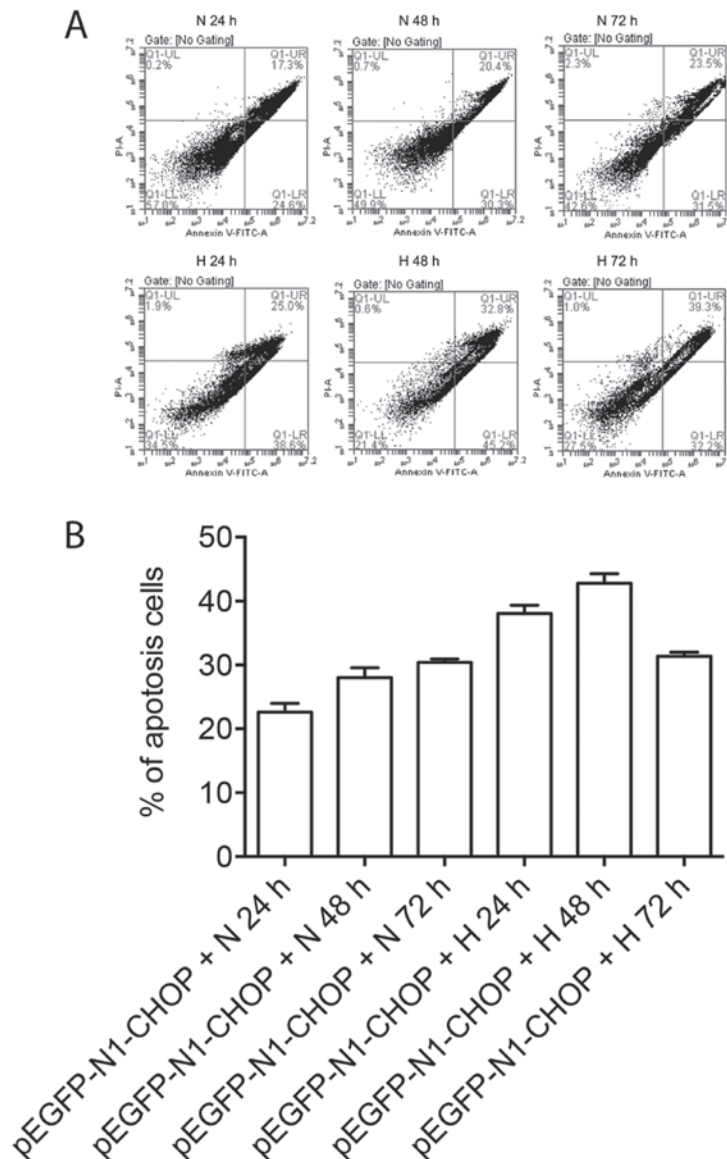 A
N 24 h
N 48 h
N 72 h
Gate: [No Gating]
Q1-UL
0.2%
Q1-UR
17.3%
Q1-LL
57.8%
Q1-LR
24.6%
PI-A
Annexin V-FITC-A
Gate: [No Gating]
Q1-UL
0.7%
Q1-UR
20.4%
Q1-LL
49.9%
Q1-LR
30.3%
PI-A
Annexin V-FITC-A
Gate: [No Gating]
Q1-UL
2.3%
Q1-UR
23.5%
Q1-LL
42.6%
Q1-LR
31.5%
PI-A
Annexin V-FITC-A
H 24 h
H 48 h
H 72 h
Gate: [No Gating]
Q1-UL
1.9%
Q1-UR
25.0%
Q1-LL
34.5%
Q1-LR
38.6%
PI-A
Annexin V-FITC-A
Gate: [No Gating]
Q1-UL
0.6%
Q1-UR
32.8%
Q1-LL
21.4%
Q1-LR
45.2%
PI-A
Annexin V-FITC-A
Gate: [No Gating]
Q1-UL
1.0%
Q1-UR
39.3%
Q1-LL
27.5%
Q1-LR
32.2%
PI-A
Annexin V-FITC-A
B
% of apotosis cells
50
40
30
20
10
0
pEGFP-N1-CHOP + N 24 h
pEGFP-N1-CHOP + N 48 h
pEGFP-N1-CHOP + N 72 h
pEGFP-N1-CHOP + H 24 h
pEGFP-N1-CHOP + H 48 h
pEGFP-N1-CHOP + H 72 h